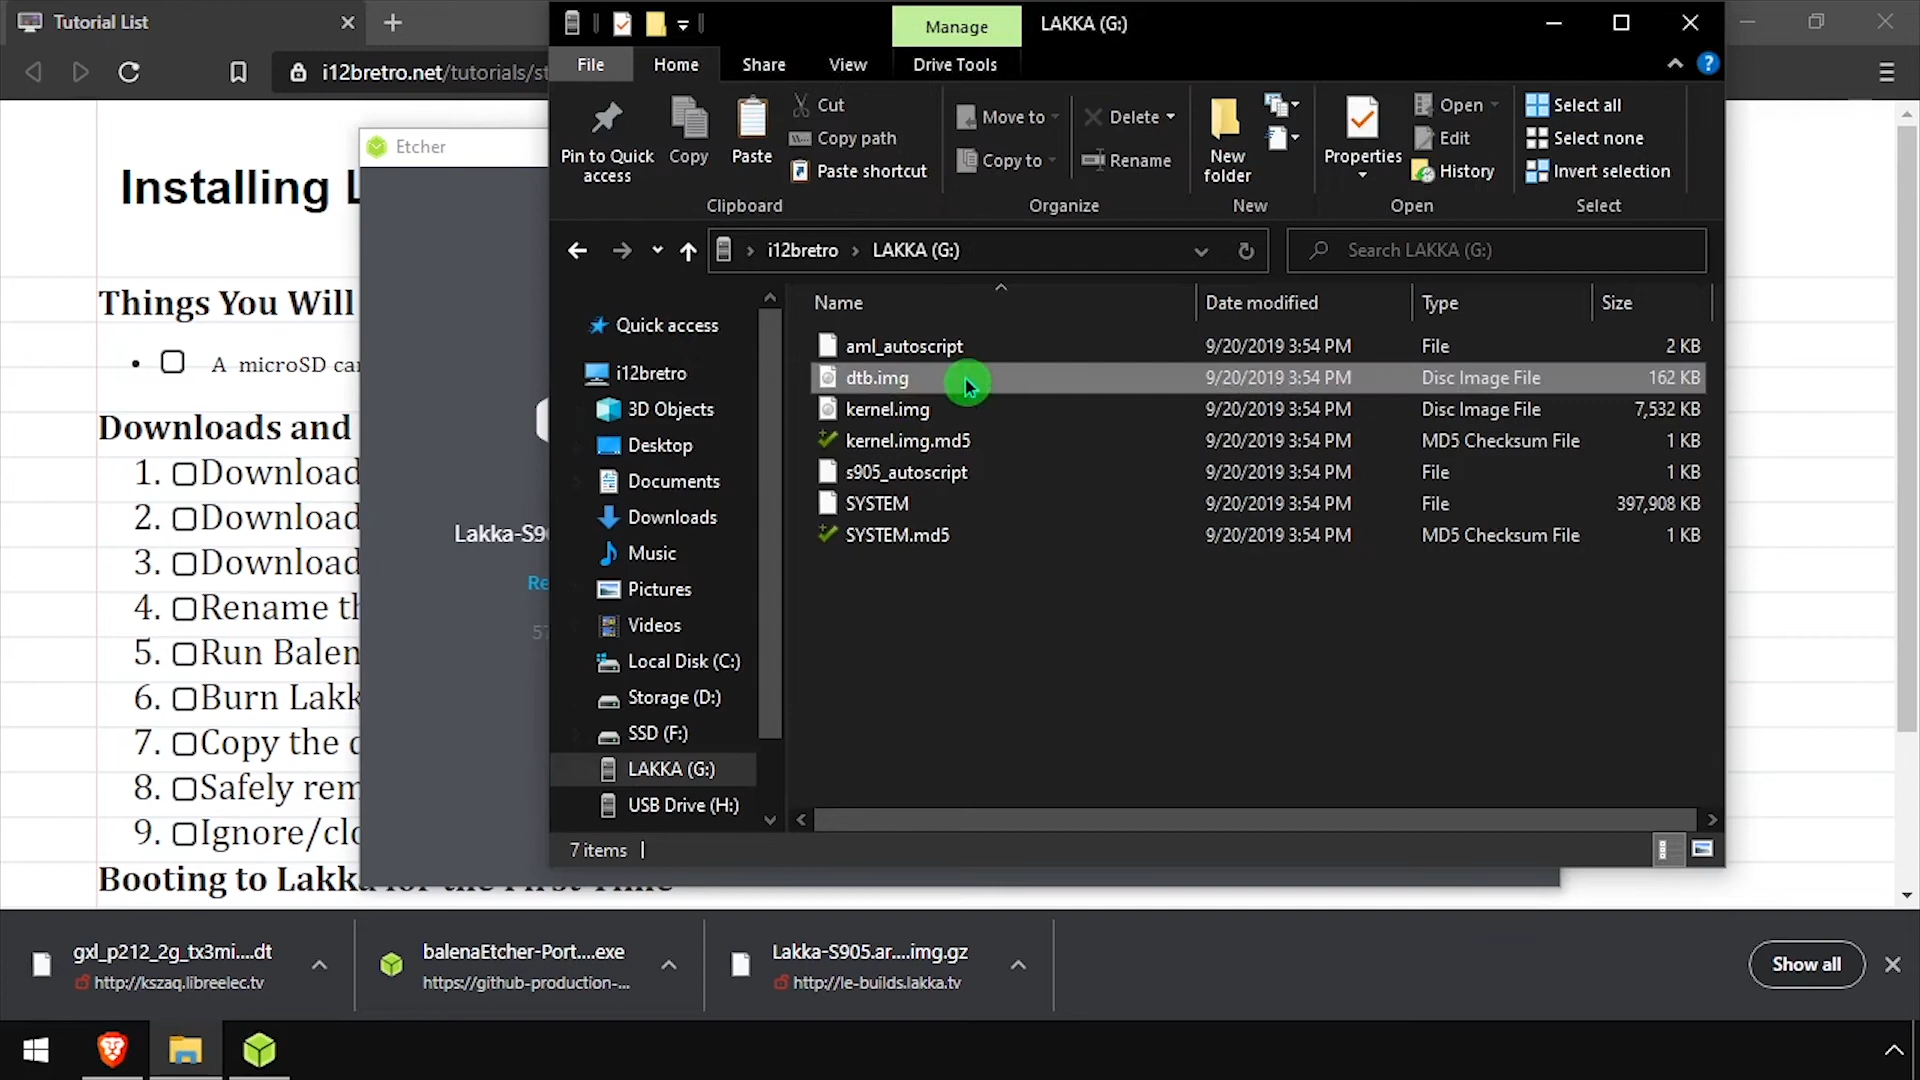 Tutorial List
i12bretro.net/tutorials/st
Installing L
Things You Will
A microSD car
Downloads and
1. Download
2. Download
3. Download
4. Rename th
5. Run Balen
6. Burn Lakk
7. Copy the d
8. Safely rem
9. Ignore/clo
Booting to Lakka for the First Time
Etcher
Lakka-S90
Re
57
Manage
LAKKA (G:)
File
Home
Share
View
Drive Tools
Pin to Quick access
Copy
Paste
Cut
Copy path
Paste shortcut
Clipboard
Move to
Copy to
Delete
Rename
Organize
New folder
New
Properties
Open
Edit
History
Open
Select all
Select none
Invert selection
Select
i12bretro > LAKKA (G:)
Search LAKKA (G:)
Quick access
i12bretro
3D Objects
Desktop
Documents
Downloads
Music
Pictures
Videos
Local Disk (C:)
Storage (D:)
SSD (F:)
LAKKA (G:)
USB Drive (H:)
Name Date modified Type Size
aml_autoscript 9/20/2019 3:54 PM File 2 KB
dtb.img 9/20/2019 3:54 PM Disc Image File 162 KB
kernel.img 9/20/2019 3:54 PM Disc Image File 7,532 KB
kernel.img.md5 9/20/2019 3:54 PM MD5 Checksum File 1 KB
s905_autoscript 9/20/2019 3:54 PM File 1 KB
SYSTEM 9/20/2019 3:54 PM File 397,908 KB
SYSTEM.md5 9/20/2019 3:54 PM MD5 Checksum File 1 KB
7 items
gxl_p212_2g_tx3mi....dt
http://kszaq.libreelec.tv
balenaEtcher-Port....exe
https://github-production-...
Lakka-S905.ar....img.gz
http://le-builds.lakka.tv
Show all